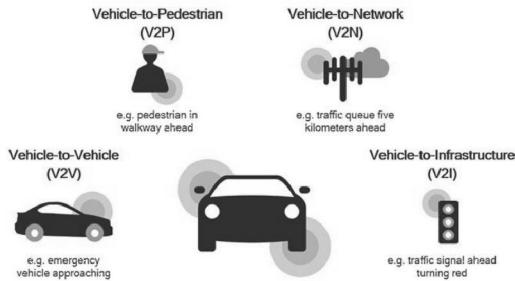 Vehicle-to-Pedestrian
(V2P)
e.g. pedestrian in
walkway ahead
Vehicle-to-Network
(V2N)
e.g. traffic queue five
kilometers ahead
Vehicle-to-Vehicle
(V2V)
e.g. emergency
vehicle approaching
Vehicle-to-Infrastructure
(V2I)
e.g. traffic signal ahead
turning red